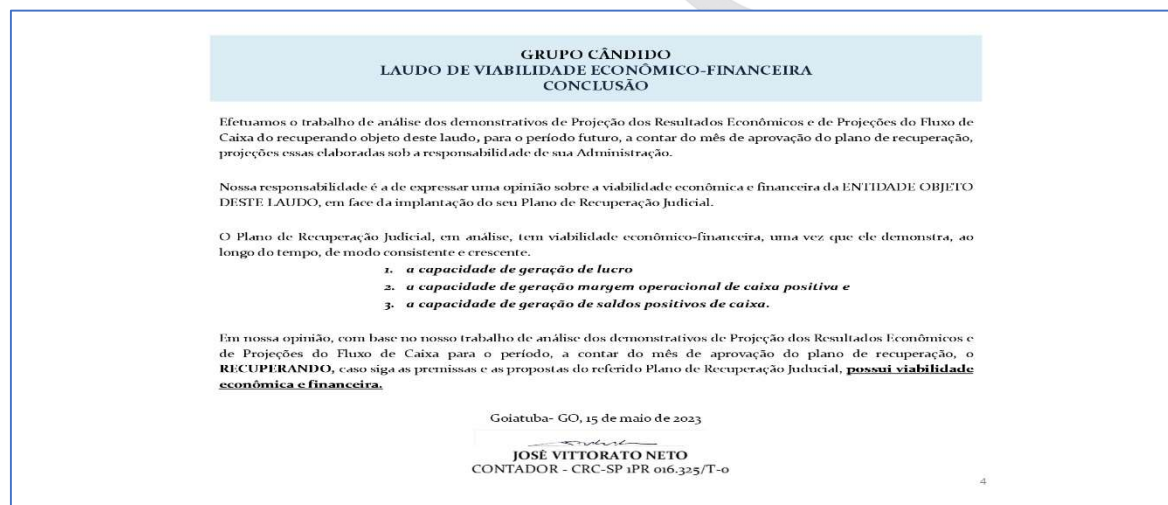 GRUPO CÂNDIDO
LAUDO DE VIABILIDADE ECONÔMICO-FINANCEIRA
CONCLUSÃO
Efetuamos o trabalho de análise dos demonstrativos de Projeção dos Resultados Econômicos e de Projeções do Fluxo de
Caixa do recuperando objeto deste laudo, para o período futuro, a contar do mês de aprovação do plano de recuperação,
projeções essas elaboradas sob a responsabilidade de sua Administração.
Nossa responsabilidade é a de expressar uma opinião sobre a viabilidade econômica e financeira da ENTIDADE OBJETO
DESTE LAUDO, em face da implantação do seu Plano de Recuperação Judicial.
O Plano de Recuperação Judicial, em análise, tem viabilidade econômico-financeira, uma vez que ele demonstra, ao
longo do tempo, de modo consistente e crescente.
1. a capacidade de geração de lucro
2. a capacidade de geração margem operacional de caixa positiva e
3. a capacidade de geração de saldos positivos de caixa.
Em nossa opinião, com base no nosso trabalho de análise dos demonstrativos de Projeção dos Resultados Econômicos e
de Projeções do Fluxo de Caixa para o período, a contar do mês de aprovação do plano de recuperação, o
RECUPERANDO, caso siga as premissas e as propostas do referido Plano de Recuperação Juducial, possui viabilidade
econômica e financeira.
Goiatuba- GO, 15 de maio de 2023
JOSÉ VITTORATO NETO
CONTADOR - CRC-SP 1PR 016.325/T-0
4